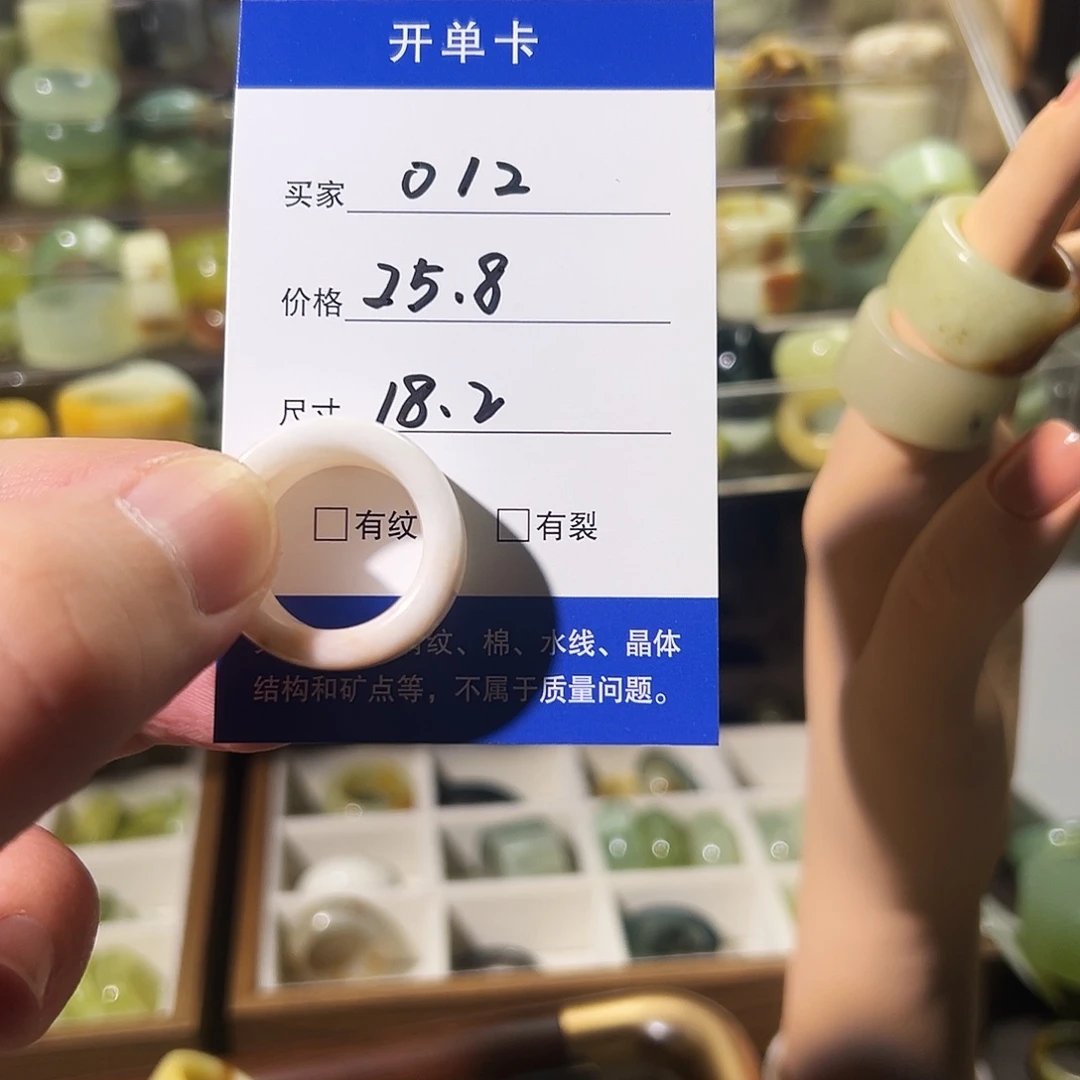 开单卡
买家 012
价格 25.8
尺寸 18.2
□有纹 □有裂
纹、棉、水线、晶体
结构和矿点等，不属于质量问题。